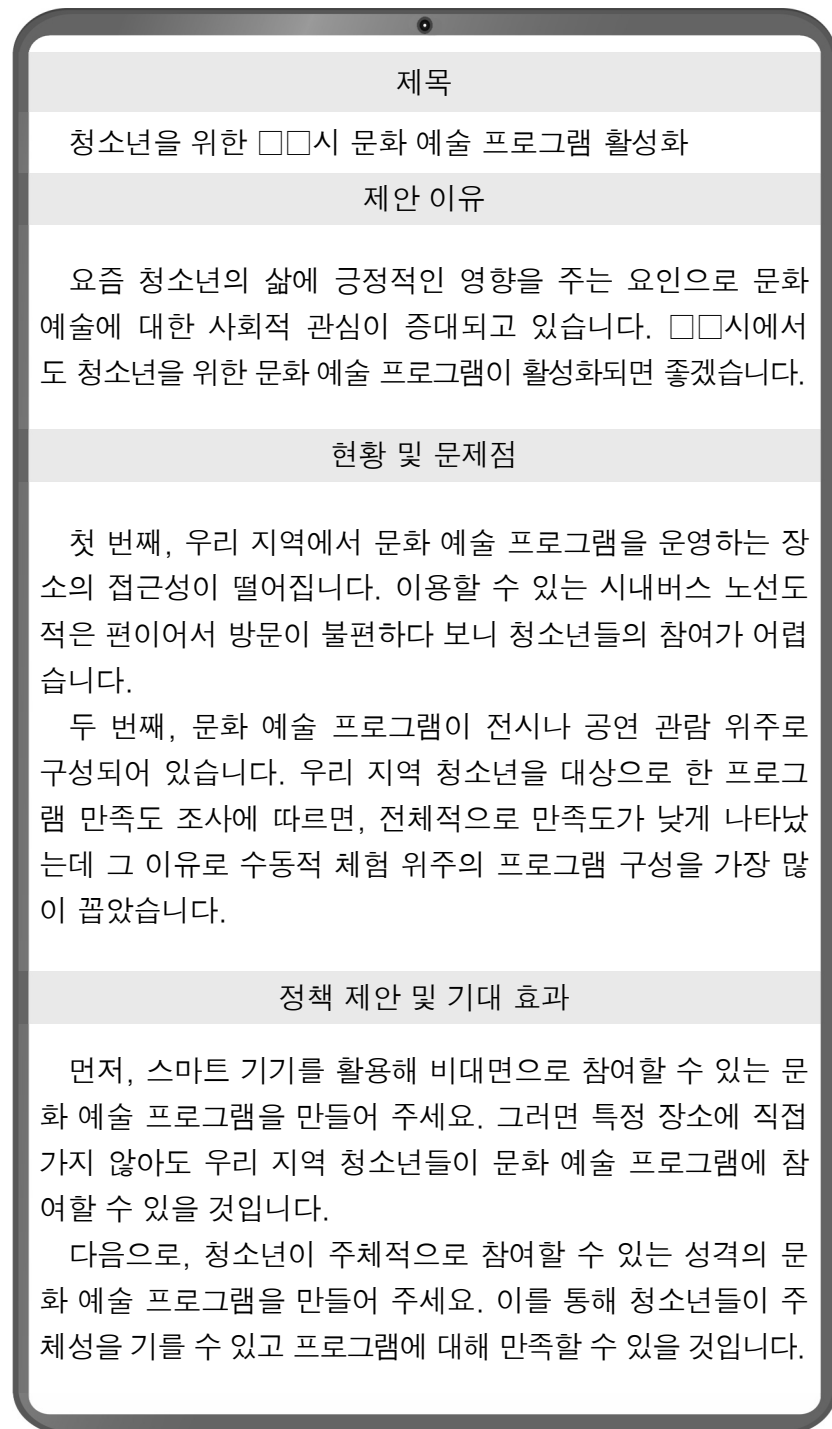 제목
청소년을 위한 □□시 문화 예술 프로그램 활성화
제안 이유
요즘 청소년의 삶에 긍정적인 영향을 주는 요인으로 문화
예술에 대한 사회적 관심이 증대되고 있습니다. □□시에서
도 청소년을 위한 문화 예술 프로그램이 활성화되면 좋겠습니다.
현황 및 문제점
첫 번째, 우리 지역에서 문화 예술 프로그램을 운영하는 장
소의 접근성이 떨어집니다. 이용할 수 있는 시내버스 노선도
적은 편이어서 방문이 불편하다 보니 청소년들의 참여가 어렵
습니다.
두 번째, 문화 예술 프로그램이 전시나 공연 관람 위주로
구성되어 있습니다. 우리 지역 청소년을 대상으로 한 프로그
램 만족도 조사에 따르면, 전체적으로 만족도가 낮게 나타났
는데 그 이유로 수동적 체험 위주의 프로그램 구성을 가장 많
이 꼽았습니다.
정책 제안 및 기대 효과
먼저, 스마트 기기를 활용해 비대면으로 참여할 수 있는 문
화 예술 프로그램을 만들어 주세요. 그러면 특정 장소에 직접
가지 않아도 우리 지역 청소년들이 문화 예술 프로그램에 참
여할 수 있을 것입니다.
다음으로, 청소년이 주체적으로 참여할 수 있는 성격의 문
화 예술 프로그램을 만들어 주세요. 이를 통해 청소년들이 주
체성을 기를 수 있고 프로그램에 대해 만족할 수 있을 것입니다.